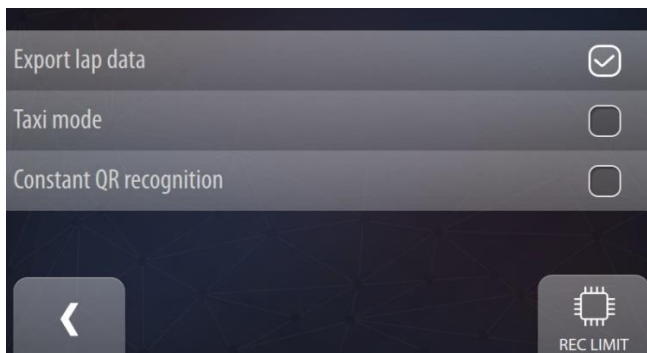 Export lap data
Taxi mode
Constant QR recognition
REC LIMIT